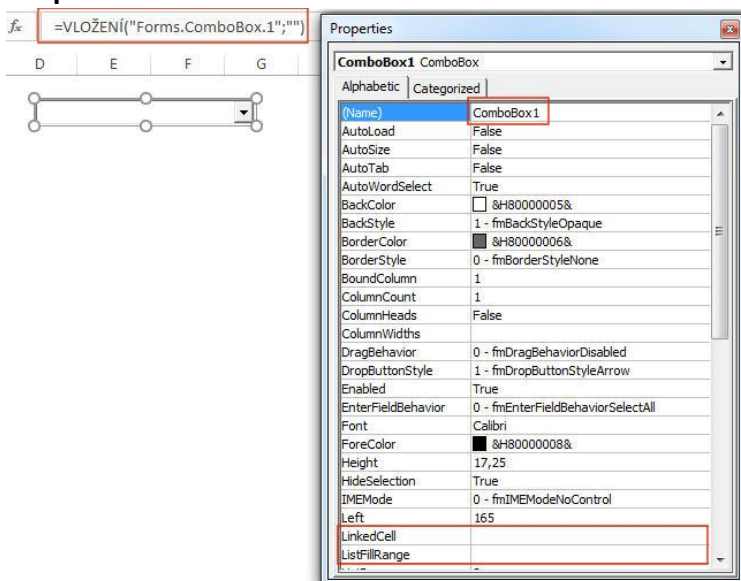 fx =VLOŽENÍ("Forms.ComboBox.1";"")
D E F G
Properties
ComboBox1 ComboBox
Alphabetic Categorized
(Name) ComboBox1
AutoLoad False
AutoSize False
AutoTab False
AutoWordSelect True
BackColor &H80000005&
BackStyle 1 - fmBackStyleOpaque
BorderColor &H80000006&
BorderStyle 0 - fmBorderStyleNone
BoundColumn 1
ColumnCount 1
ColumnHeads False
ColumnWidths
DragBehavior 0 - fmDragBehaviorDisabled
DropButtonStyle 1 - fmDropButtonStyleArrow
Enabled True
EnterFieldBehavior 0 - fmEnterFieldBehaviorSelectAll
Font Calibri
ForeColor &H80000008&
Height 17,25
HideSelection True
IMEMode 0 - fmIMEModeNoControl
Left 165
LinkedCell
ListFillRange